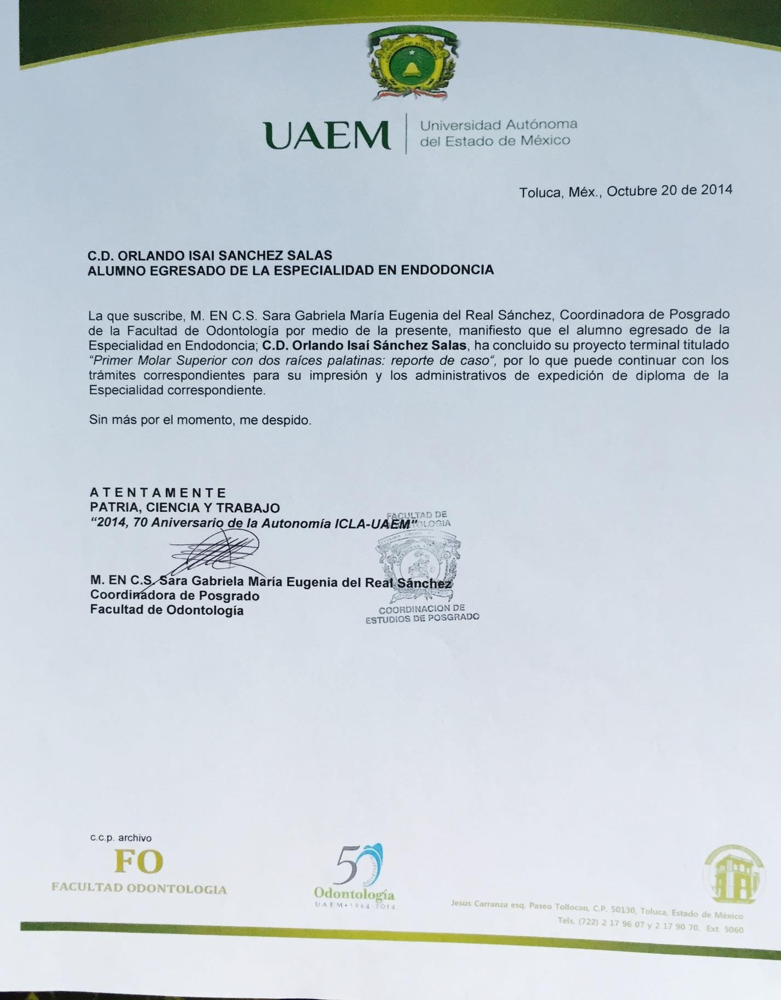 UAEM
Universidad Autónoma
del Estado de México
Toluca, Méx., Octubre 20 de 2014
C.D. ORLANDO ISAI SANCHEZ SALAS
ALUMNO EGRESADO DE LA ESPECIALIDAD EN ENDODONCIA
La que suscribe, M. EN C.S. Sara Gabriela María Eugenia del Real Sánchez, Coordinadora de Posgrado
de la Facultad de Odontología por medio de la presente, manifiesto que el alumno egresado de la
Especialidad en Endodoncia; C.D. Orlando Isaí Sánchez Salas, ha concluido su proyecto terminal titulado
“Primer Molar Superior con dos raíces palatinas: reporte de caso“, por lo que puede continuar con los
trámites correspondientes para su impresión y los administrativos de expedición de diploma de la
Especialidad correspondiente.
Sin más por el momento, me despido.
A T E N T A M E N T E
PATRIA, CIENCIA Y TRABAJO
“2014, 70 Aniversario de la Autonomía ICLA-UAEM”
FACULTAD DE
M. EN C.S. Sara Gabriela María Eugenia del Real Sánchez
Coordinadora de Posgrado
Facultad de Odontología
COORDINACION DE
ESTUDIOS DE POSGRADO
c.c.p. archivo
FO
FACULTAD ODONTOLOGIA
50
Aniversario
Odontología
UAEM•1964-2014
Jesús Carranza esq. Paseo Tollocan, C.P. 50130, Toluca, Estado de México
Tels. (722) 2 17 96 07 y 2 17 90 70. Ext. 5060